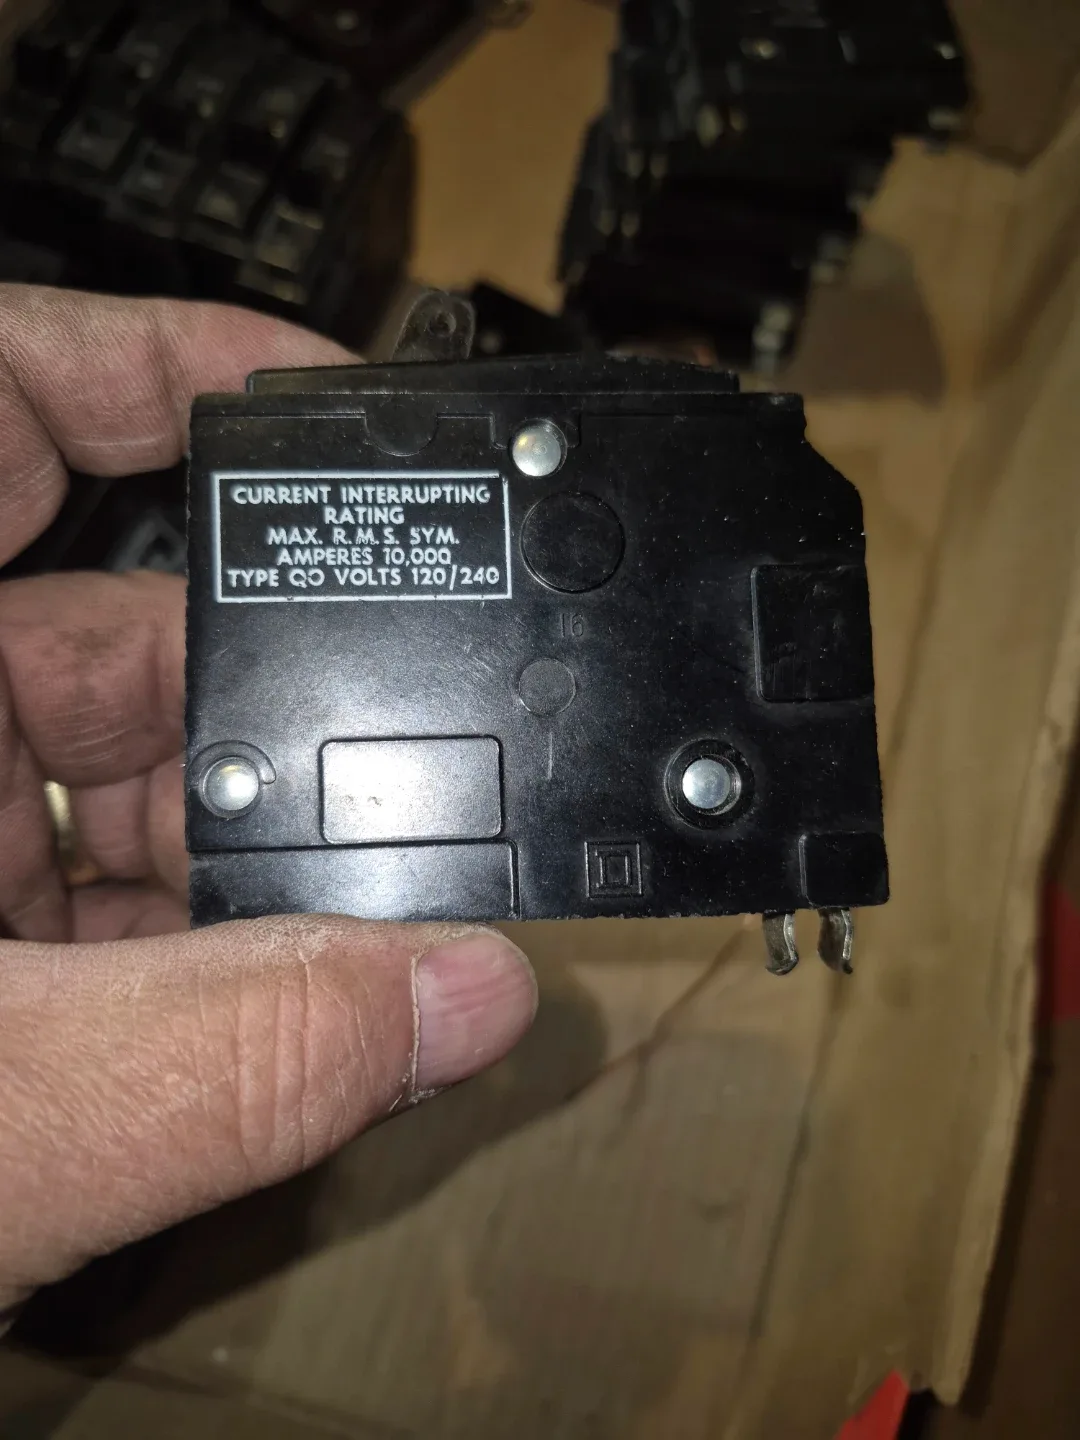 CURRENT INTERRUPTING
RATING
MAX. R.M.S. SYM.
AMPERES 10,000
TYPE QO VOLTS 120/240
16